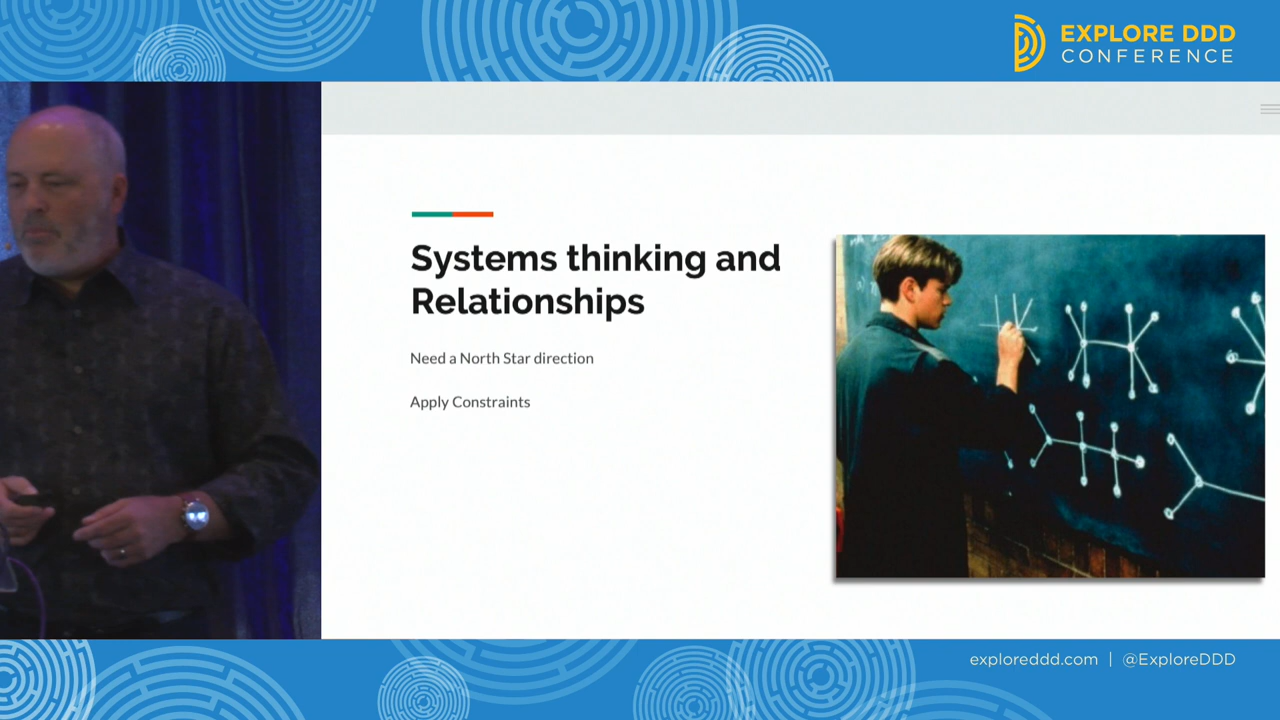 EXPLORE DDD
CONFERENCE
Systems thinking and
Relationships
Need a North Star direction
Apply Constraints
exploreddd.com | @ExploreDDD